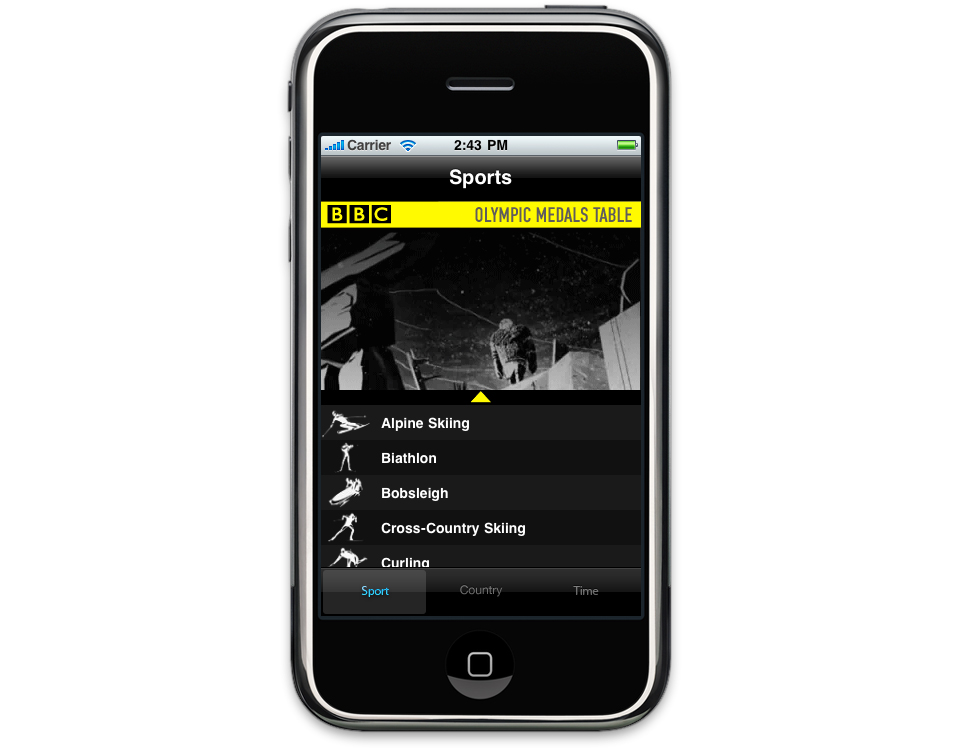 Carrier 2:43 PM
Sports
BBC OLYMPIC MEDALS TABLE
Alpine Skiing
Biathlon
Bobsleigh
Cross-Country Skiing
Curling
Sport Country Time